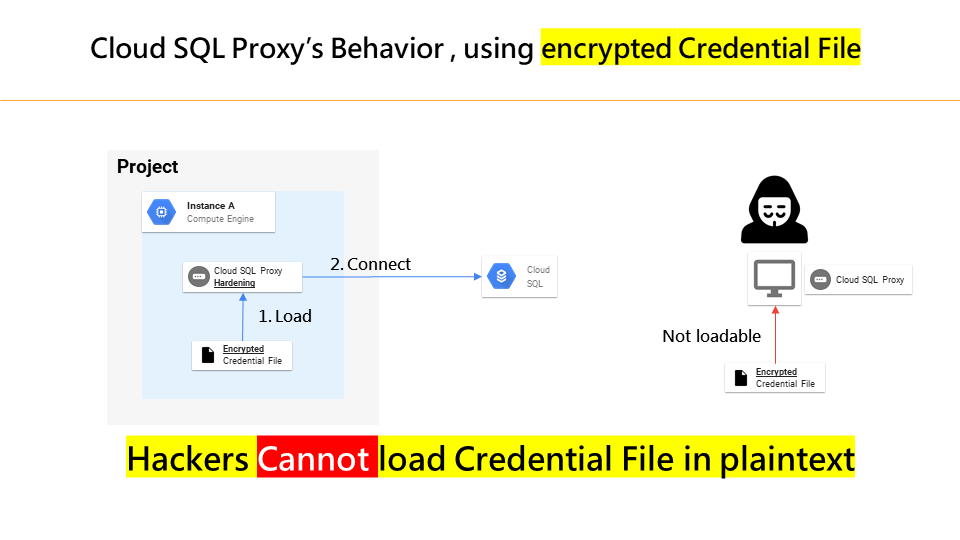 Cloud SQL Proxy’s Behavior , using encrypted Credential File
Project
Instance A
Compute Engine
Cloud SQL Proxy
Hardening
2. Connect
Cloud
SQL
1. Load
Encrypted
Credential File
Cloud SQL Proxy
Not loadable
Encrypted
Credential File
Hackers Cannot load Credential File in plaintext